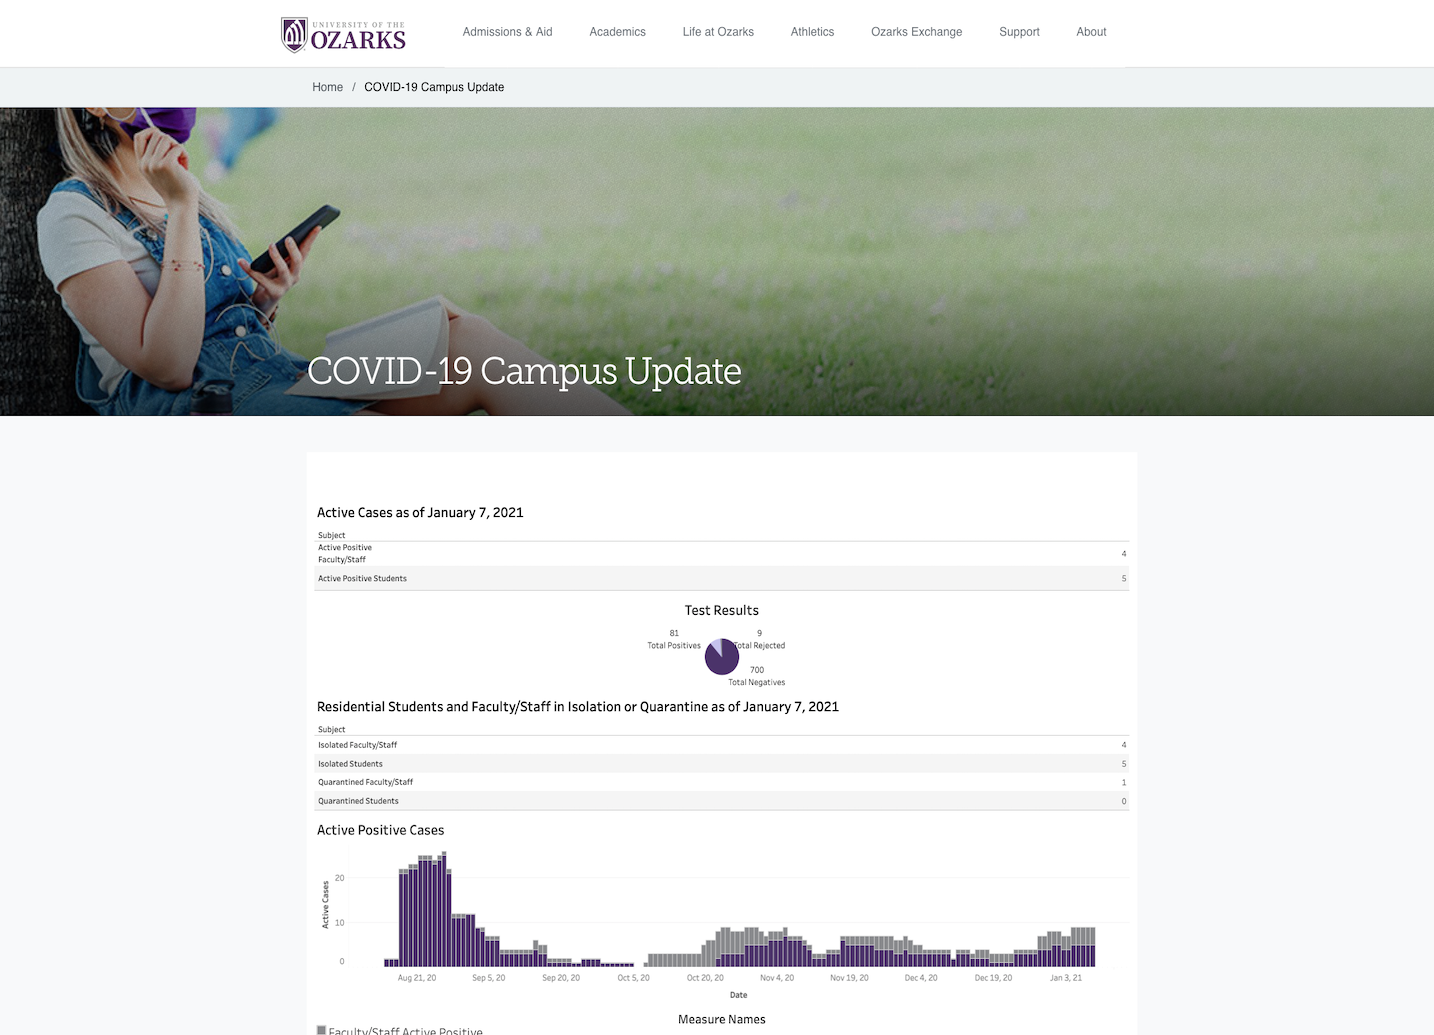 UNIVERSITY OF THE
OZARKS
Admissions & Aid
Academics
Life at Ozarks
Athletics
Ozarks Exchange
Support
About
Home / COVID-19 Campus Update
COVID-19 Campus Update
Active Cases as of January 7, 2021
Subject
Active Positive
Faculty/Staff
4
Active Positive Students
5
Test Results
81
Total Positives
9
Total Rejected
700
Total Negatives
Residential Students and Faculty/Staff in Isolation or Quarantine as of January 7, 2021
Subject
Isolated Faculty/Staff
4
Isolated Students
5
Quarantined Faculty/Staff
1
Quarantined Students
0
Active Positive Cases
Active Cases
20
10
0
Aug 21, 20
Sep 5, 20
Sep 20, 20
Oct 5, 20
Oct 20, 20
Nov 4, 20
Nov 19, 20
Dec 4, 20
Dec 19, 20
Jan 3, 21
Date
Measure Names
Faculty/Staff Active Positive